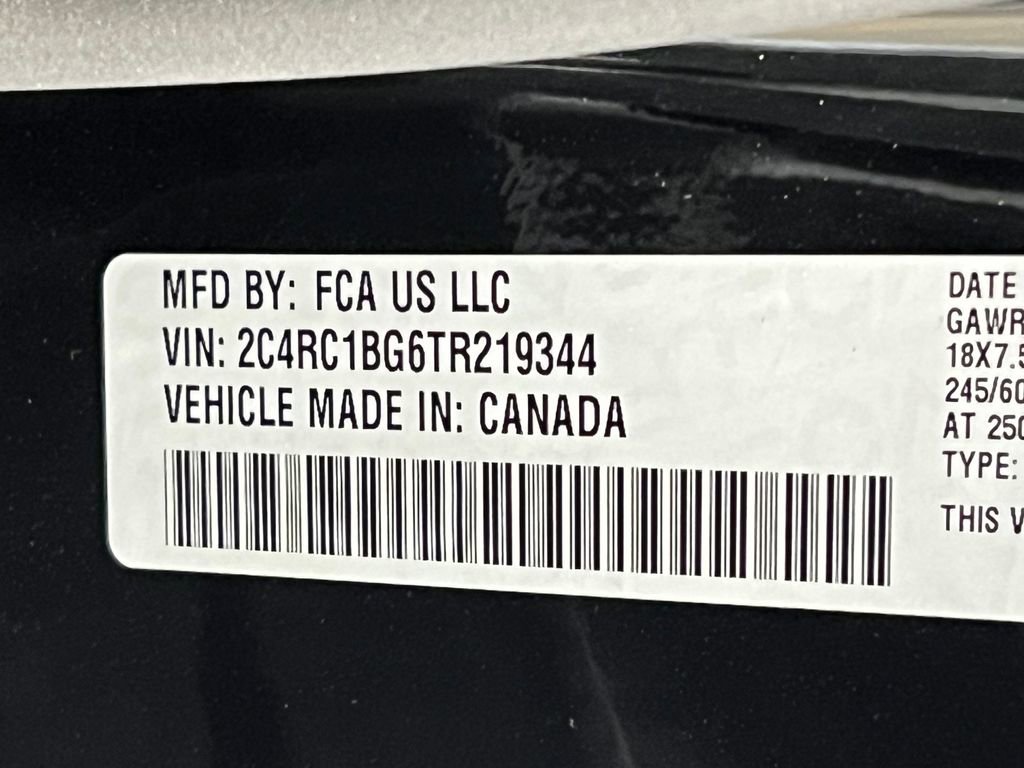 MFD BY: FCA US LLC
VIN: 2C4RC1BG6TR219344
VEHICLE MADE IN: CANADA
DATE
GAWR
18X7.5
245/60
AT 250
TYPE:
THIS V